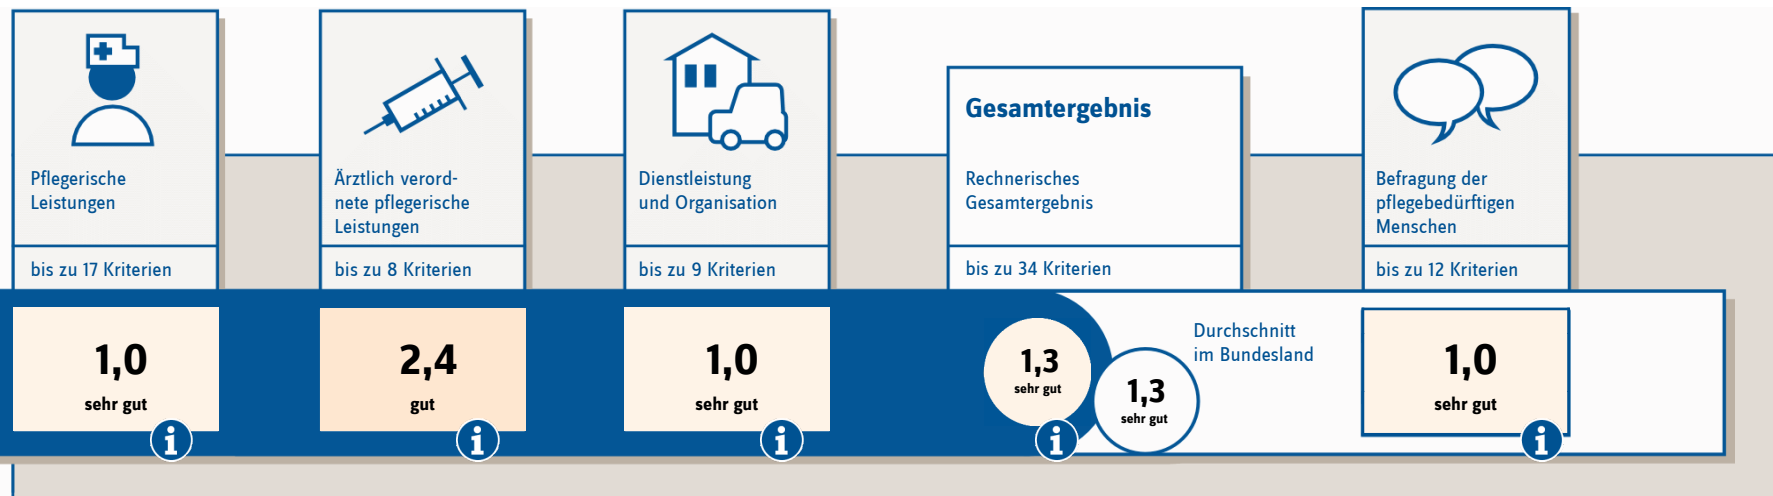 Pflegerische
Leistungen
bis zu 17 Kriterien
1,0
sehr gut
i
Ärztlich verord-
nete pflegerische
Leistungen
bis zu 8 Kriterien
2,4
gut
i
Dienstleistung
und Organisation
bis zu 9 Kriterien
1,0
sehr gut
i
Gesamtergebnis
Rechnerisches
Gesamtergebnis
bis zu 34 Kriterien
1,3
sehr gut
i
1,3
sehr gut
Durchschnitt
im Bundesland
Befragung der
pflegebedürftigen
Menschen
bis zu 12 Kriterien
1,0
sehr gut
i